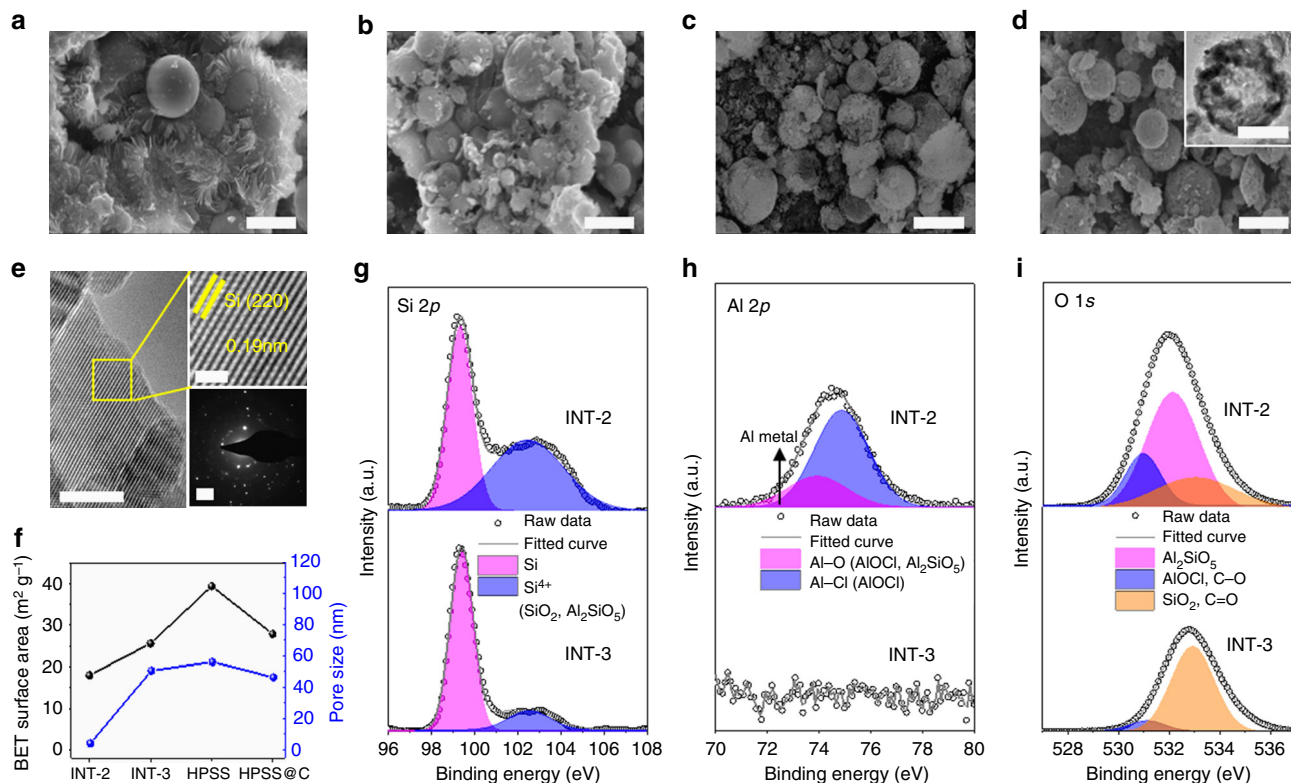 a
b
c
d
e
Si (220)
0.19nm
f
BET surface area (m² g⁻¹)
40
30
20
10
0
120
100
80
60
40
20
0
Pore size (nm)
INT-2
INT-3
HPSS
HPSS@C
g
Si 2p
INT-2
Raw data
Fitted curve
Si
Si⁴⁺
(SiO₂, Al₂SiO₅)
INT-3
Intensity (a.u.)
96 98 100 102 104 106 108
Binding energy (eV)
h
Al 2p
INT-2
Al metal
Raw data
Fitted curve
Al–O (AlOCl, Al₂SiO₅)
Al–Cl (AlOCl)
INT-3
Intensity (a.u.)
70 72 74 76 78 80
Binding energy (eV)
i
O 1s
INT-2
Raw data
Fitted curve
Al₂SiO₅
AlOCl, C–O
SiO₂, C=O
INT-3
Intensity (a.u.)
528 531 533 534 537
Binding energy (eV)